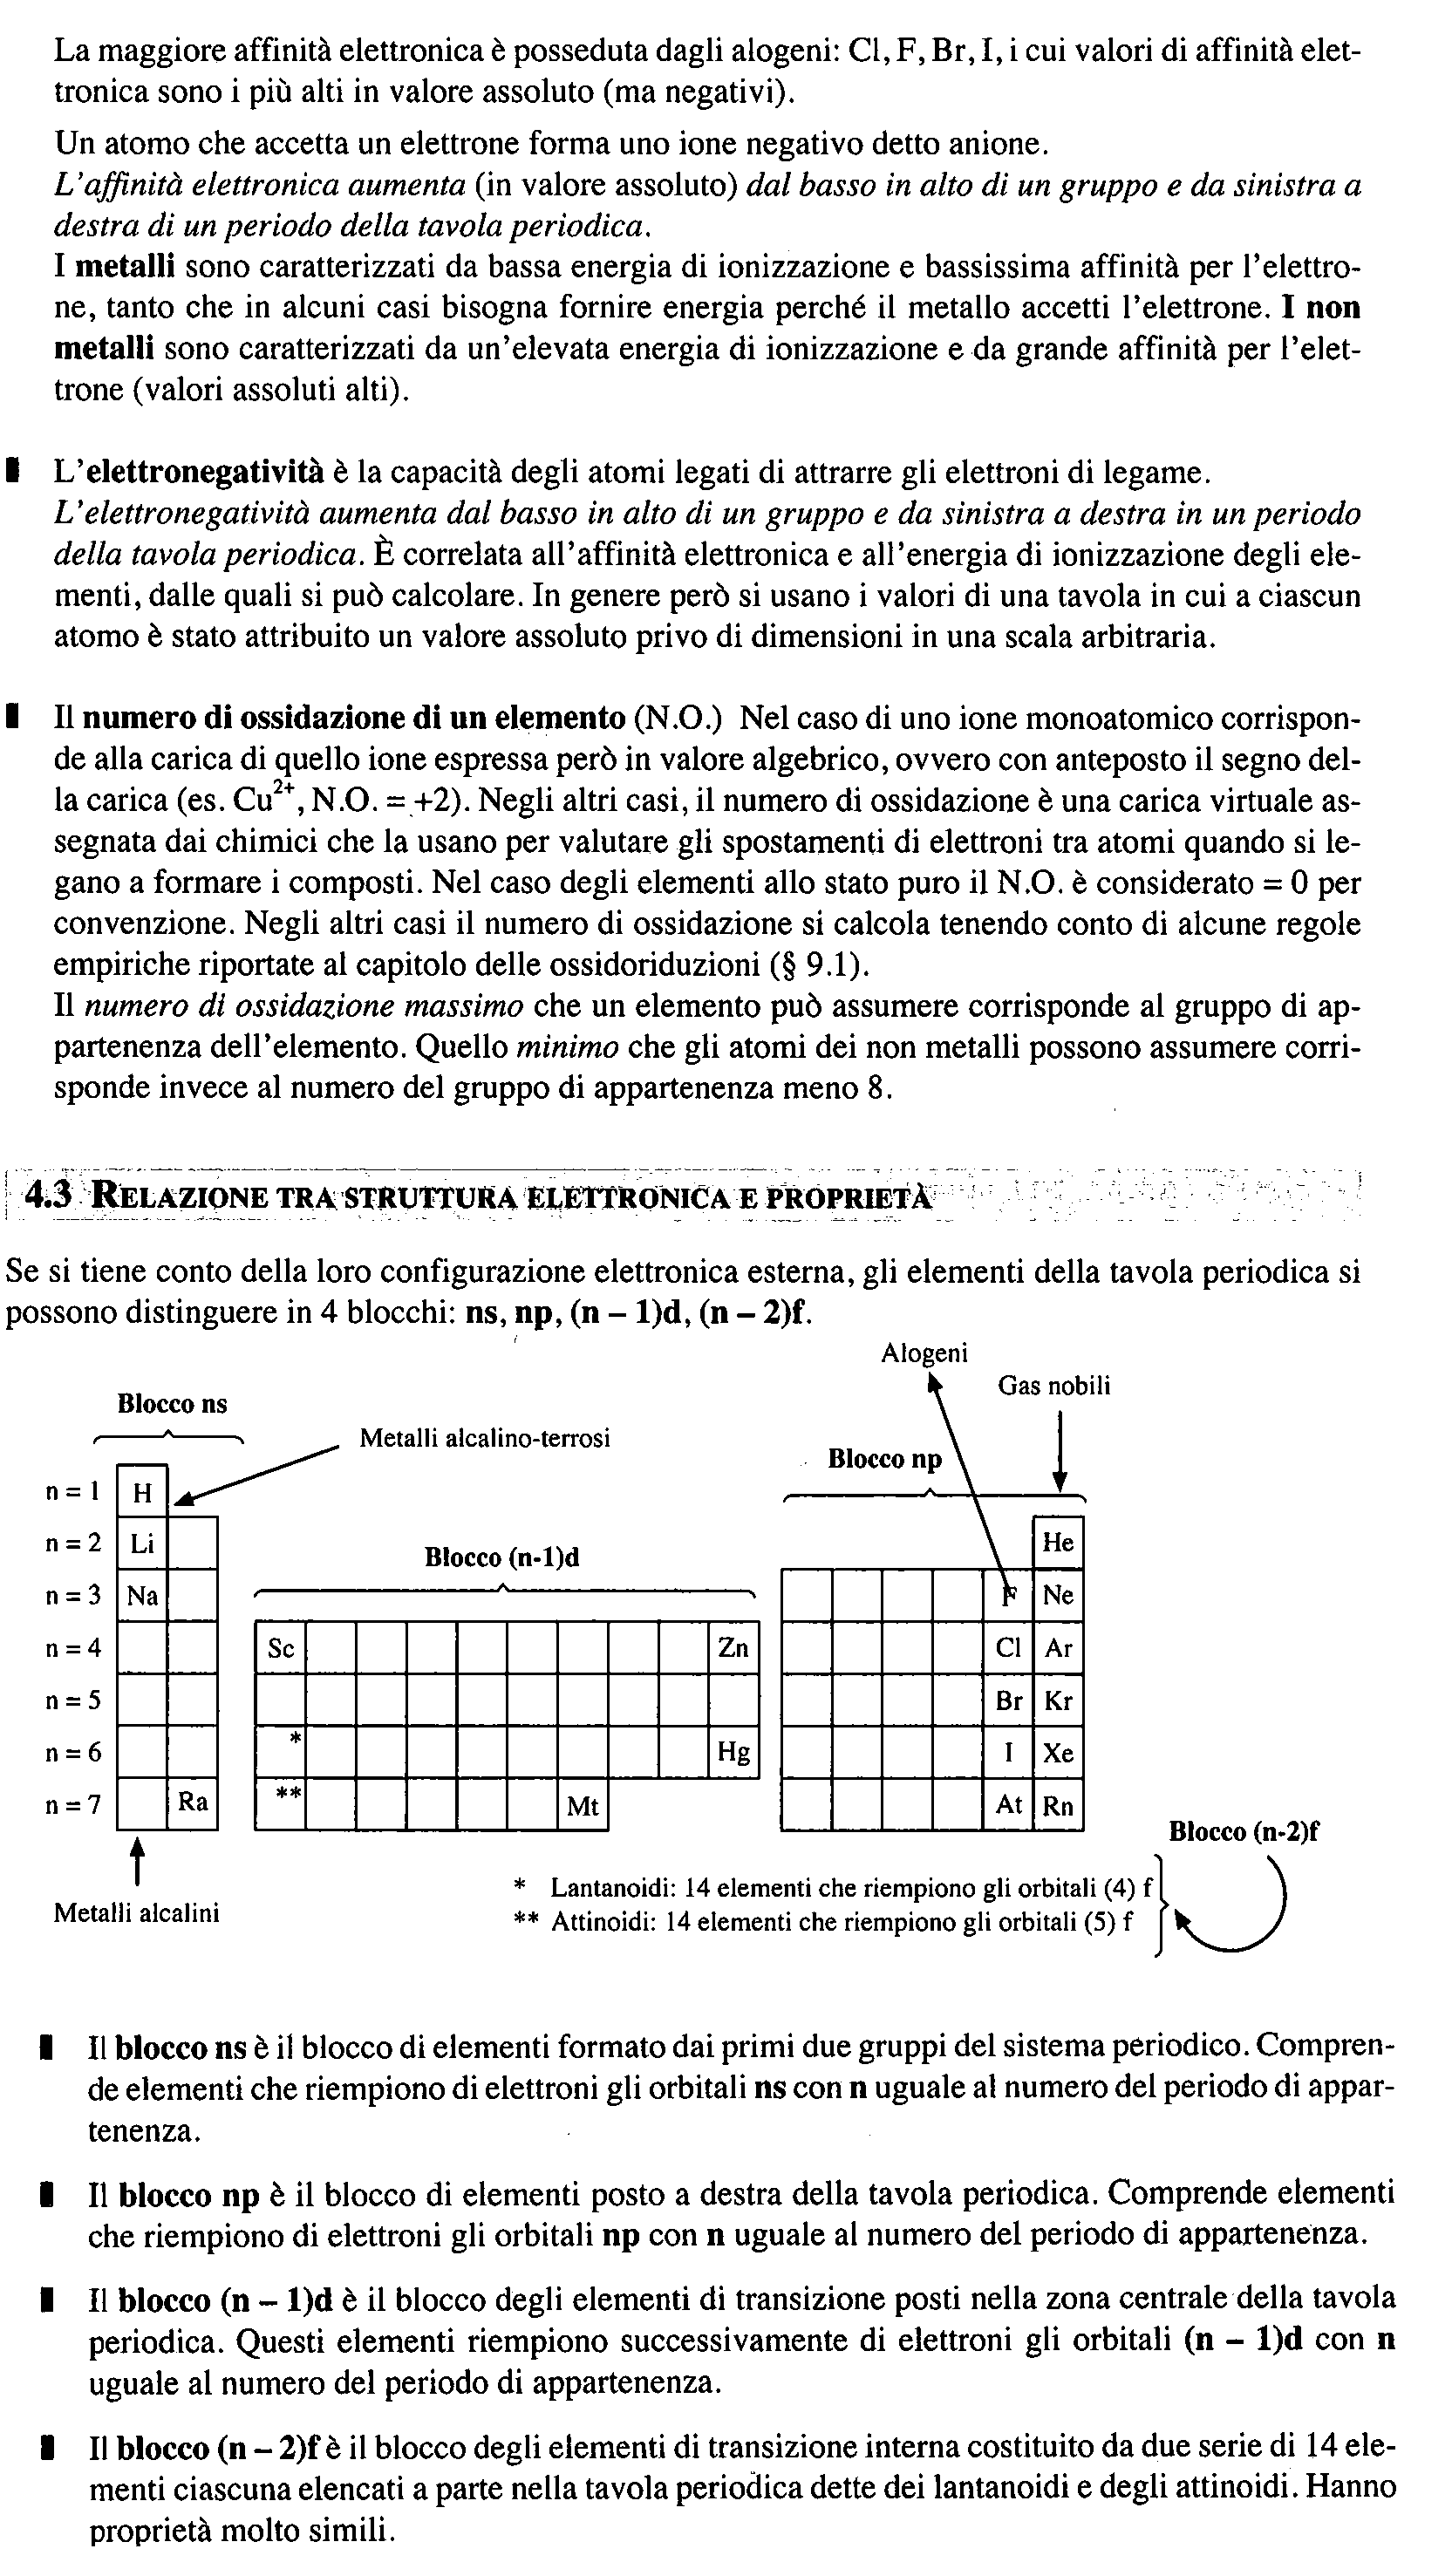 La maggiore affinità elettronica è posseduta dagli alogeni: Cl, F, Br, I, i cui valori di affinità elet-
tronica sono i più alti in valore assoluto (ma negativi).
Un atomo che accetta un elettrone forma uno ione negativo detto anione.
L'affinità elettronica aumenta (in valore assoluto) dal basso in alto di un gruppo e da sinistra a
destra di un periodo della tavola periodica.
I metalli sono caratterizzati da bassa energia di ionizzazione e bassissima affinità per l'elettro-
ne, tanto che in alcuni casi bisogna fornire energia perché il metallo accetti l'elettrone. I non
metalli sono caratterizzati da un'elevata energia di ionizzazione e da grande affinità per l'elet-
trone (valori assoluti alti).
L'elettronegatività è la capacità degli atomi legati di attrarre gli elettroni di legame.
L'elettronegatività aumenta dal basso in alto di un gruppo e da sinistra a destra in un periodo
della tavola periodica. È correlata all'affinità elettronica e all'energia di ionizzazione degli ele-
menti, dalle quali si può calcolare. In genere però si usano i valori di una tavola in cui a ciascun
atomo è stato attribuito un valore assoluto privo di dimensioni in una scala arbitraria.
Il numero di ossidazione di un elemento (N.O.) Nel caso di uno ione monoatomico corrispon-
de alla carica di quello ione espressa però in valore algebrico, ovvero con anteposto il segno del-
la carica (es. Cu²⁺, N.O. = +2). Negli altri casi, il numero di ossidazione è una carica virtuale as-
segnata dai chimici che la usano per valutare gli spostamenti di elettroni tra atomi quando si le-
gano a formare i composti. Nel caso degli elementi allo stato puro il N.O. è considerato = 0 per
convenzione. Negli altri casi il numero di ossidazione si calcola tenendo conto di alcune regole
empiriche riportate al capitolo delle ossidoriduzioni (§ 9.1).
Il numero di ossidazione massimo che un elemento può assumere corrisponde al gruppo di ap-
partenenza dell'elemento. Quello minimo che gli atomi dei non metalli possono assumere corri-
sponde invece al numero del gruppo di appartenenza meno 8.
4.3 RELAZIONE TRA STRUTTURA ELETTRONICA E PROPRIETÀ
Se si tiene conto della loro configurazione elettronica esterna, gli elementi della tavola periodica si
possono distinguere in 4 blocchi: ns, np, (n – 1)d, (n – 2)f.
Alogeni
Gas nobili
Blocco ns
Metalli alcalino-terrosi
Blocco np
n = 1 H
n = 2 Li He
Blocco (n-1)d
n = 3 Na F Ne
n = 4 Sc Zn Cl Ar
n = 5 Br Kr
n = 6 * Hg I Xe
n = 7 Ra ** Mt At Rn
Blocco (n-2)f
Metalli alcalini
* Lantanoidi: 14 elementi che riempiono gli orbitali (4) f
** Attinoidi: 14 elementi che riempiono gli orbitali (5) f
Il blocco ns è il blocco di elementi formato dai primi due gruppi del sistema periodico. Compren-
de elementi che riempiono di elettroni gli orbitali ns con n uguale al numero del periodo di appar-
tenenza.
Il blocco np è il blocco di elementi posto a destra della tavola periodica. Comprende elementi
che riempiono di elettroni gli orbitali np con n uguale al numero del periodo di appartenenza.
Il blocco (n – 1)d è il blocco degli elementi di transizione posti nella zona centrale della tavola
periodica. Questi elementi riempiono successivamente di elettroni gli orbitali (n – 1)d con n
uguale al numero del periodo di appartenenza.
Il blocco (n – 2)f è il blocco degli elementi di transizione interna costituito da due serie di 14 ele-
menti ciascuna elencati a parte nella tavola periodica dette dei lantanoidi e degli attinoidi. Hanno
proprietà molto simili.